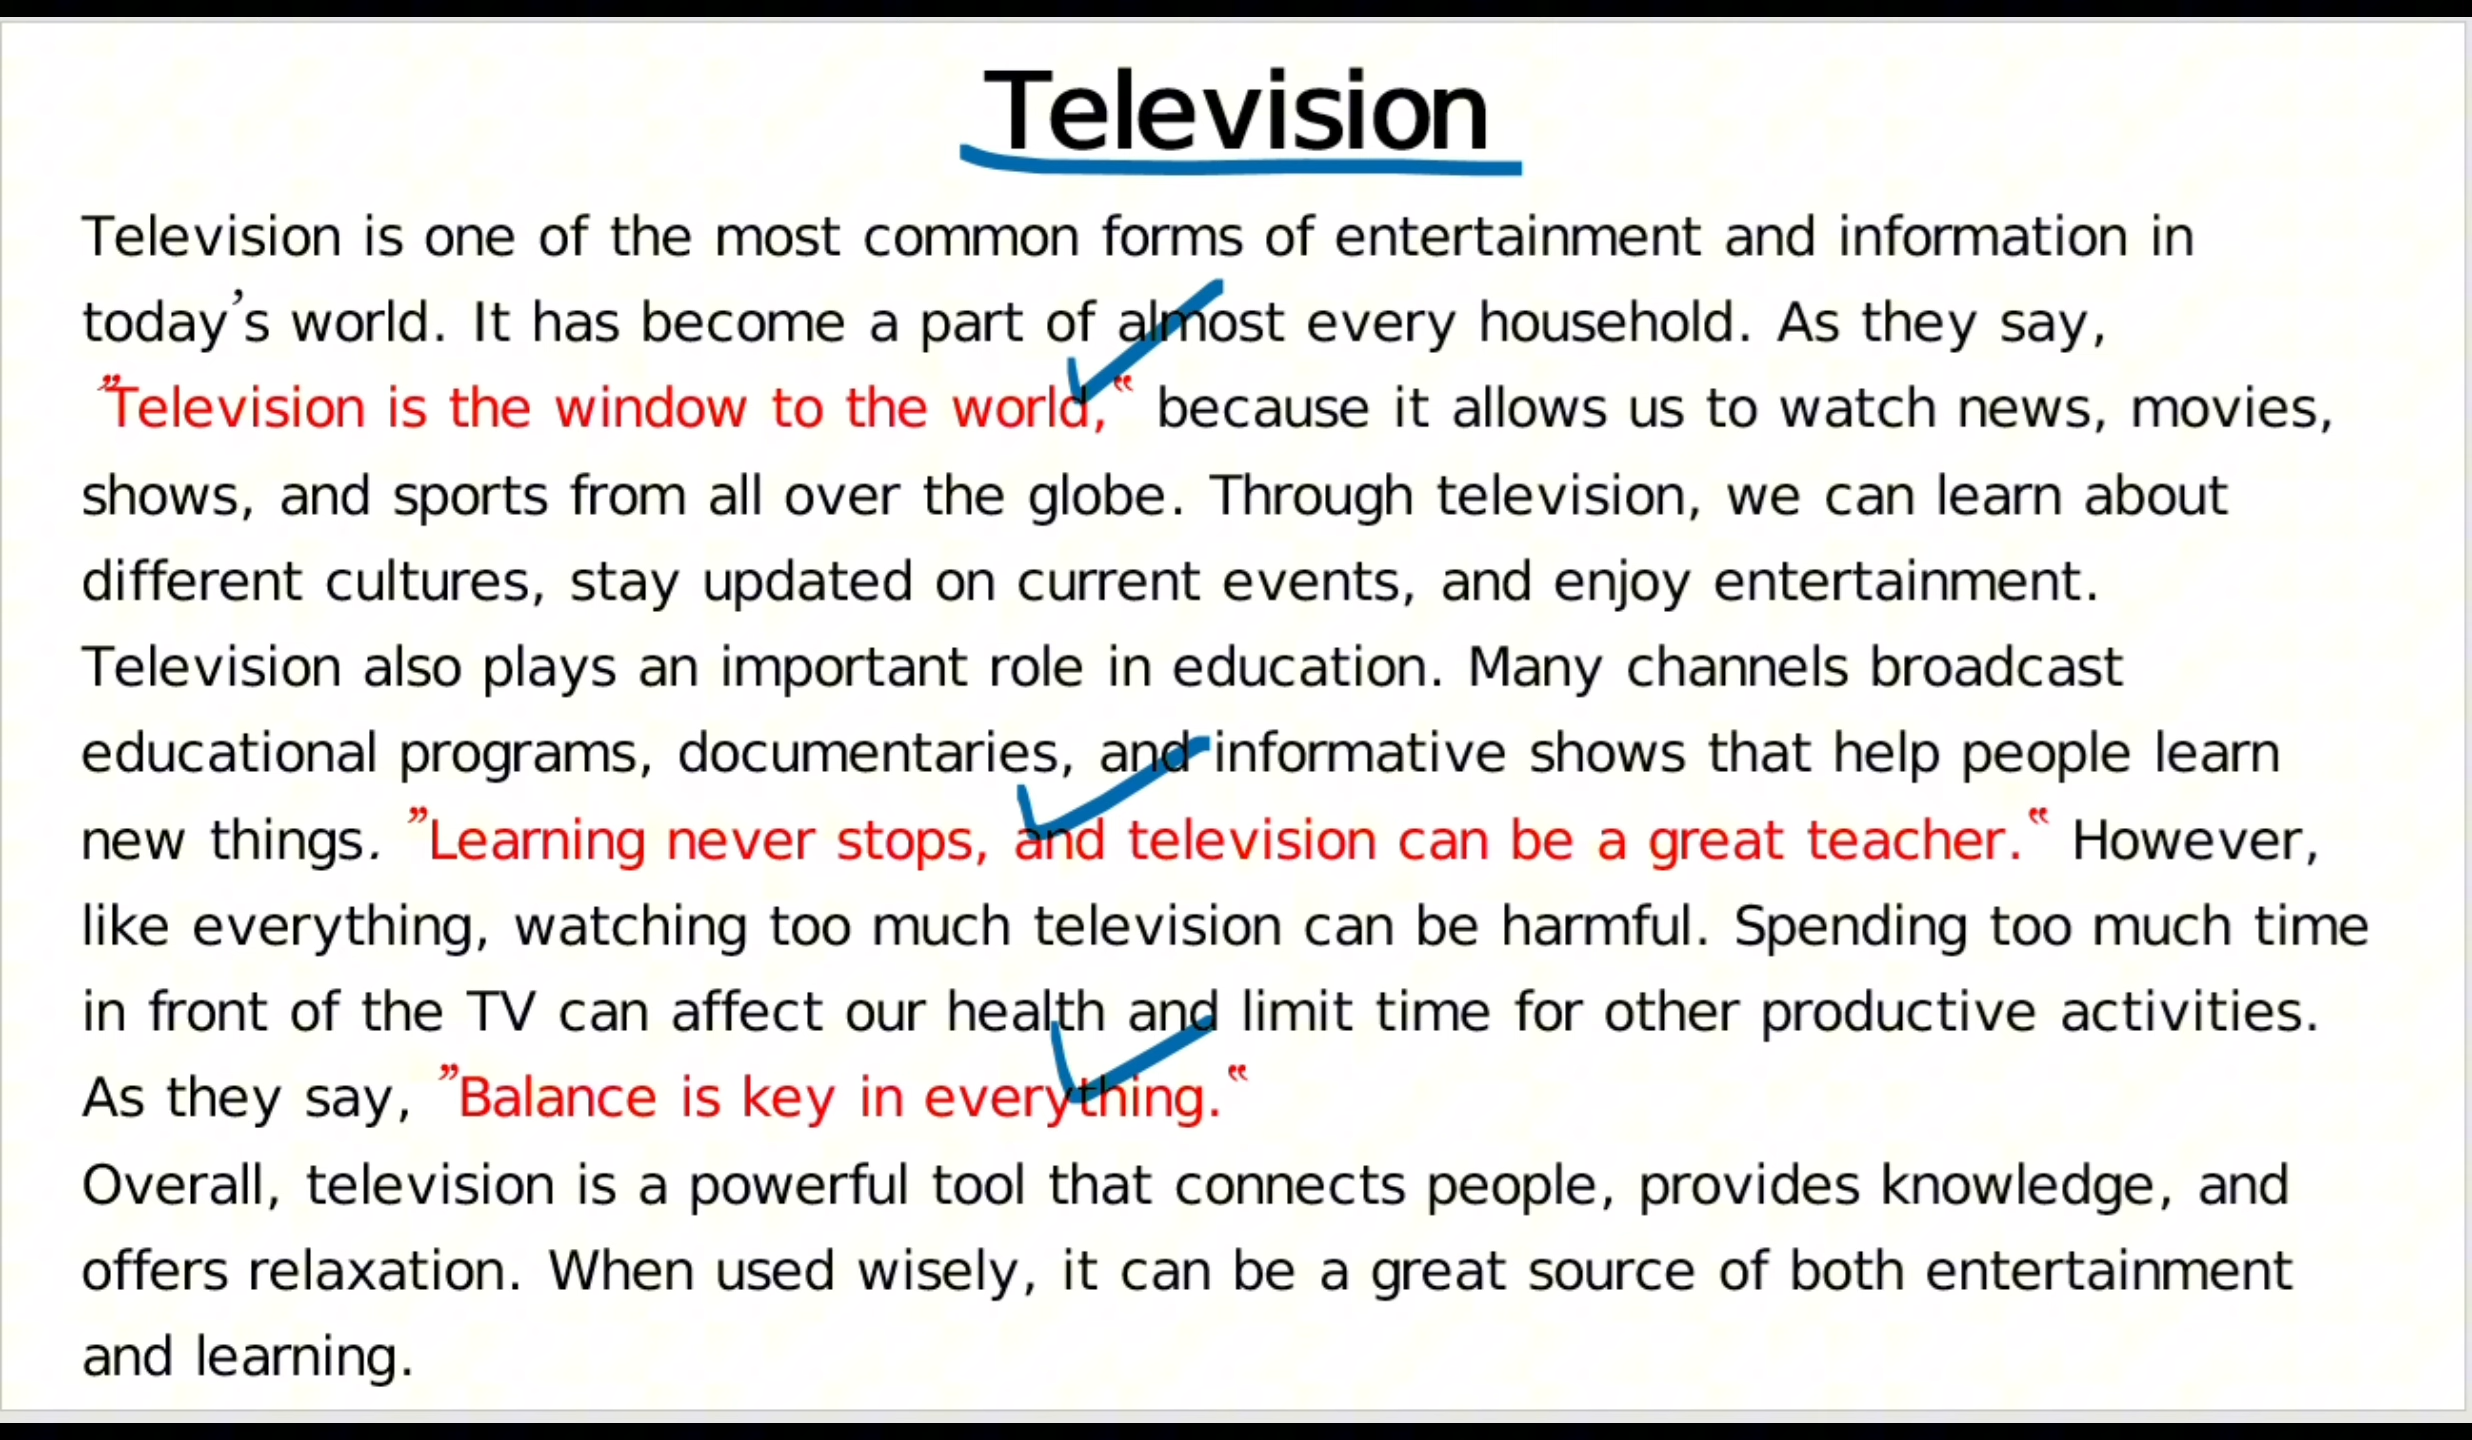 Television
Television is one of the most common forms of entertainment and information in
today’s world. It has become a part of almost every household. As they say,
”Television is the window to the world,“ because it allows us to watch news, movies,
shows, and sports from all over the globe. Through television, we can learn about
different cultures, stay updated on current events, and enjoy entertainment.
Television also plays an important role in education. Many channels broadcast
educational programs, documentaries, and informative shows that help people learn
new things. ”Learning never stops, and television can be a great teacher.“ However,
like everything, watching too much television can be harmful. Spending too much time
in front of the TV can affect our health and limit time for other productive activities.
As they say, ”Balance is key in everything.“
Overall, television is a powerful tool that connects people, provides knowledge, and
offers relaxation. When used wisely, it can be a great source of both entertainment
and learning.